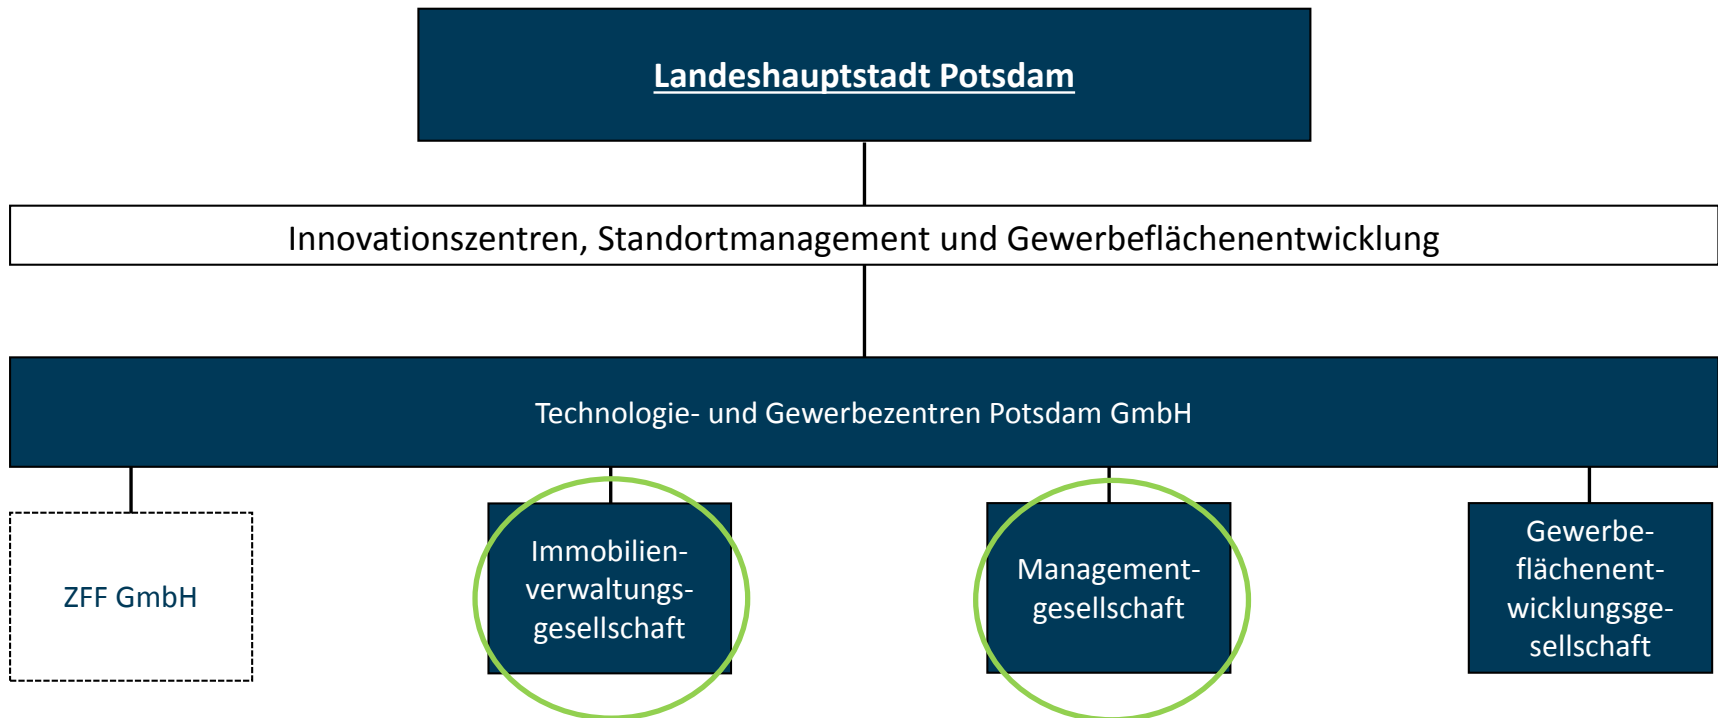 Landeshauptstadt Potsdam
Innovationszentren, Standortmanagement und Gewerbeflächenentwicklung
Technologie- und Gewerbezentren Potsdam GmbH
ZFF GmbH
Immobilien-
verwaltungs-
gesellschaft
Management-
gesellschaft
Gewerbe-
flächenent-
wicklungsge-
sellschaft